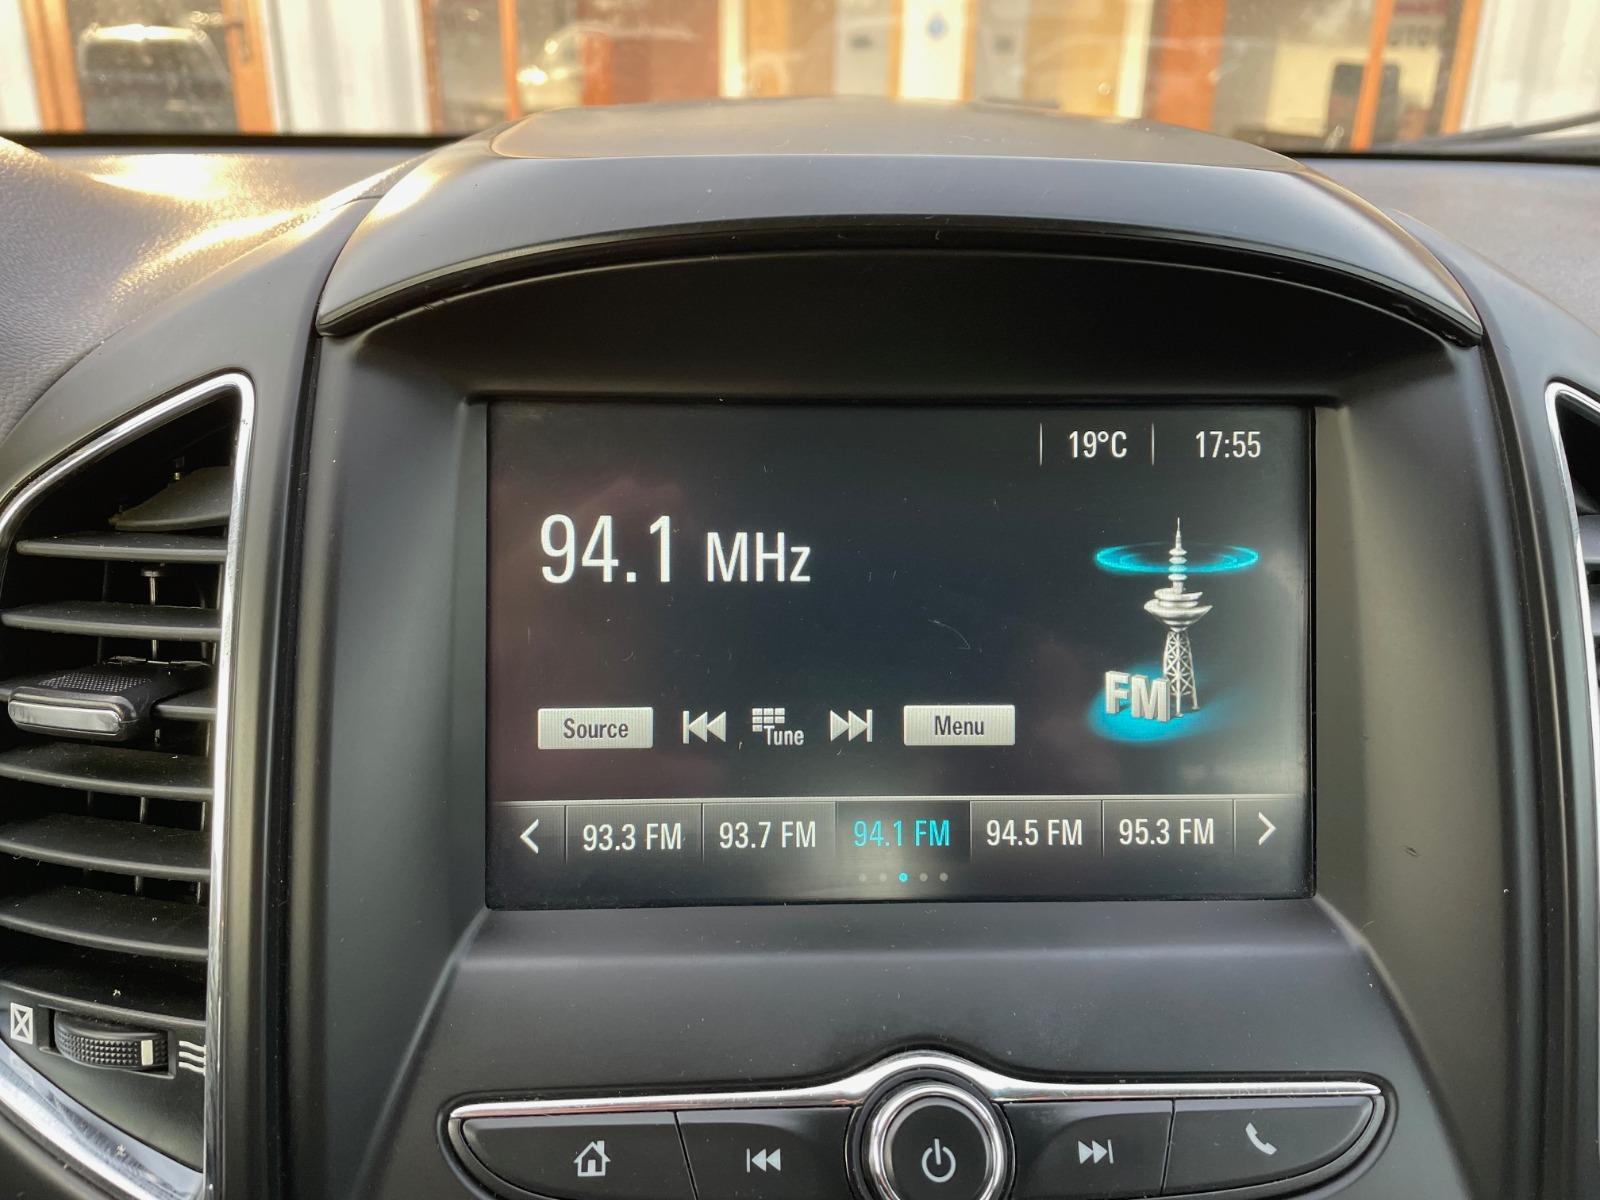 19°C 17:55
94.1 MHz
FM
Source Tune Menu
93.3 FM 93.7 FM 94.1 FM 94.5 FM 95.3 FM